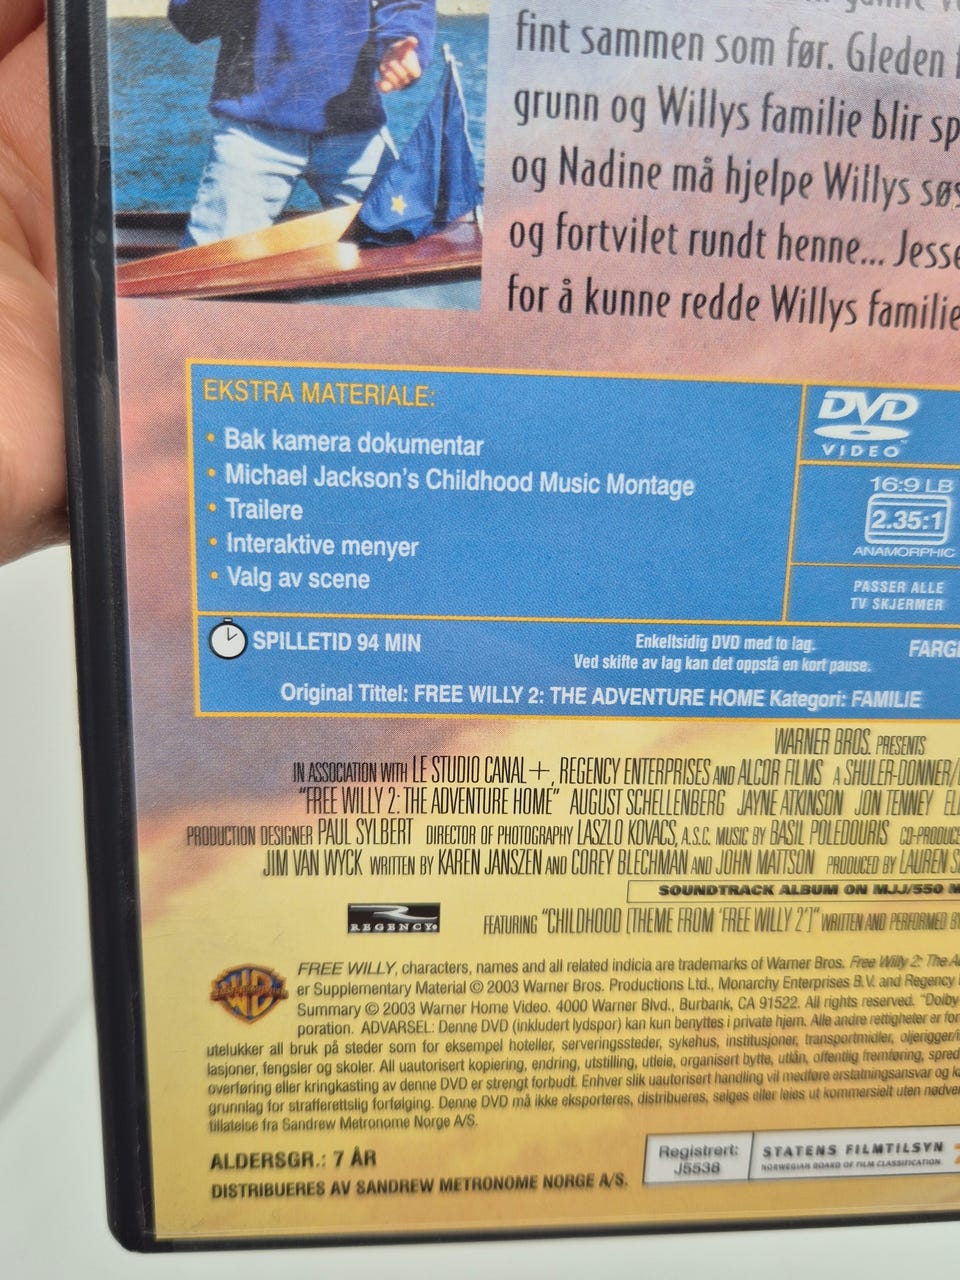 fint sammen som før. Gleden
grunn og Willys familie blir
og Nadine må hjelpe Willys
og fortvilet rundt henne... Jesse
for å kunne redde Willys familie
EKSTRA MATERIALE:
• Bak kamera dokumentar
• Michael Jackson's Childhood Music Montage
• Trailere
• Interaktive menyer
• Valg av scene
DVD
VIDEO
16:9 LB
2.35:1
ANAMORPHIC
PASSER ALLE
TV SKJERMER
SPILLETID 94 MIN
Enkeltsidig DVD med to lag.
Ved skifte av lag kan det oppstå en kort pause.
Original Tittel: FREE WILLY 2: THE ADVENTURE HOME Kategori: FAMILIE
WARNER BROS. PRESENTS
IN ASSOCIATION WITH LE STUDIO CANAL+, REGENCY ENTERPRISES AND ALCOR FILMS A SHULER-DONNER/
"FREE WILLY 2: THE ADVENTURE HOME" AUGUST SCHELLENBERG JAYNE ATKINSON JON TENNEY
PRODUCTION DESIGNER PAUL SYLBERT DIRECTOR OF PHOTOGRAPHY LASZLO KOVACS, A.S.C. MUSIC BY BASIL POLEDOURIS
JIM VAN WYCK WRITTEN BY KAREN JANSZEN AND COREY BLECHMAN AND JOHN MATTSON PRODUCED BY LAUREN
SOUNDTRACK ALBUM ON MJJ/550
REGENCY
FEATURING "CHILDHOOD [THEME FROM 'FREE WILLY 2']" WRITTEN AND PERFORMED BY
WB
FREE WILLY, characters, names and all related indicia are trademarks of Warner Bros. Free Willy 2: The
er Supplementary Material © 2003 Warner Bros. Productions Ltd., Monarchy Enterprises B.V. and Regency
Summary © 2003 Warner Home Video. 4000 Warner Blvd., Burbank, CA 91522. All rights reserved. "Dolby
poration. ADVARSEL: Denne DVD (inkludert lydspor) kan kun benyttes i private hjem. Alle andre rettigheter er
utelukker all bruk på steder som for eksempel hoteller, serveringssteder, sykehus, institusjoner, transportmidler,
lasjoner, fengsler og skoler. All uautorisert kopiering, endring, utstilling, utleie, organisert bytte, utlån, offentlig fremføring,
overføring eller kringkasting av denne DVD er strengt forbudt. Enhver slik uautorisert handling vil medføre erstatningsansvar og
grunnlag for strafferettslig forfølging. Denne DVD må ikke eksporteres, distribueres, selges eller leies ut kommersielt uten
tillatelse fra Sandrew Metronome Norge A/S.
ALDERSGR.: 7 ÅR
DISTRIBUERES AV SANDREW METRONOME NORGE A/S.
Registrert:
J5538
STATENS FILMTILSYN
NORWEGIAN BOARD OF FILM CLASSIFICATION